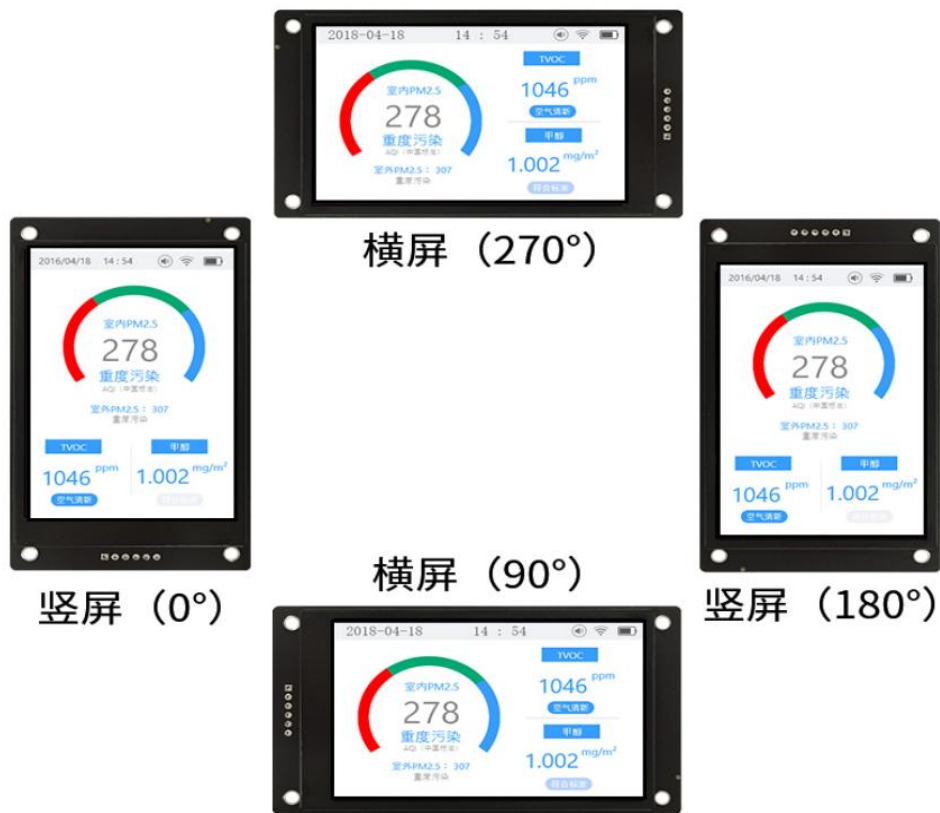 2018-04-18 14 : 54
室内PM2.5
278
重度污染
AQI（中国标准）
室外PM2.5： 307
重度污染
TVOC
1046 ppm
空气清新
甲醇
1.002 mg/m²
符合标准
横屏（270°）
2016/04/18 14:54
室内PM2.5
278
重度污染
AQI（中国标准）
室外PM2.5： 307
重度污染
TVOC
1046 ppm
空气清新
甲醇
1.002 mg/m²
竖屏（0°）
2016/04/18 14:54
室内PM2.5
278
重度污染
AQI（中国标准）
室外PM2.5： 307
重度污染
TVOC
1046 ppm
空气清新
甲醇
1.002 mg/m²
竖屏（180°）
横屏（90°）
2018-04-18 14 : 54
室内PM2.5
278
重度污染
AQI（中国标准）
室外PM2.5： 307
重度污染
TVOC
1046 ppm
空气清新
甲醇
1.002 mg/m²
符合标准